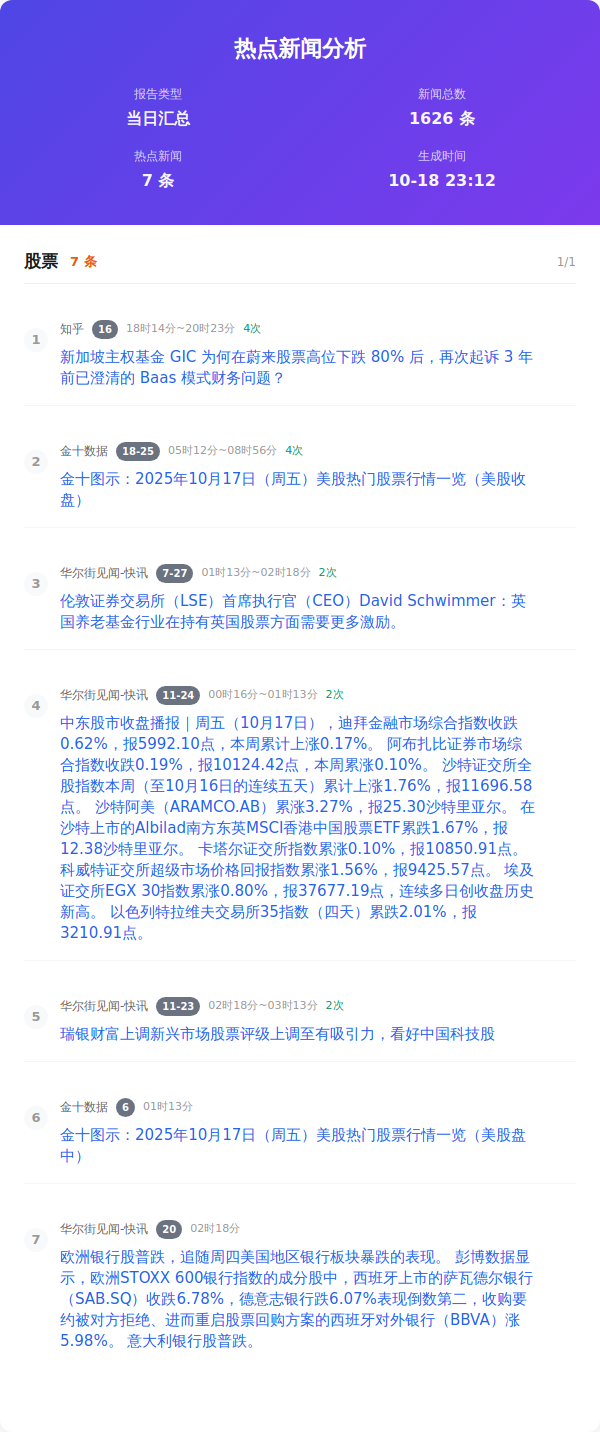 热点新闻分析
报告类型
当日汇总
新闻总数
1626 条
热点新闻
7 条
生成时间
10-18 23:12
股票 7 条 1/1
1
知乎 16 18时14分~20时23分 4次
新加坡主权基金 GIC 为何在蔚来股票高位下跌 80% 后，再次起诉 3 年
前已澄清的 Baas 模式财务问题？
2
金十数据 18-25 05时12分~08时56分 4次
金十图示：2025年10月17日（周五）美股热门股票行情一览（美股收
盘）
3
华尔街见闻-快讯 7-27 01时13分~02时18分 2次
伦敦证券交易所（LSE）首席执行官（CEO）David Schwimmer：英
国养老基金行业在持有英国股票方面需要更多激励。
4
华尔街见闻-快讯 11-24 00时16分~01时13分 2次
中东股市收盘播报｜周五（10月17日），迪拜金融市场综合指数收跌
0.62%，报5992.10点，本周累计上涨0.17%。 阿布扎比证券市场综
合指数收跌0.19%，报10124.42点，本周累涨0.10%。 沙特证交所全
股指数本周（至10月16日的连续五天）累计上涨1.76%，报11696.58
点。 沙特阿美（ARAMCO.AB）累涨3.27%，报25.30沙特里亚尔。 在
沙特上市的Albilad南方东英MSCI香港中国股票ETF累跌1.67%，报
12.38沙特里亚尔。 卡塔尔证交所指数累涨0.10%，报10850.91点。
科威特证交所超级市场价格回报指数累涨1.56%，报9425.57点。 埃及
证交所EGX 30指数累涨0.80%，报37677.19点，连续多日创收盘历史
新高。 以色列特拉维夫交易所35指数（四天）累跌2.01%，报
3210.91点。
5
华尔街见闻-快讯 11-23 02时18分~03时13分 2次
瑞银财富上调新兴市场股票评级上调至有吸引力，看好中国科技股
6
金十数据 6 01时13分
金十图示：2025年10月17日（周五）美股热门股票行情一览（美股盘
中）
7
华尔街见闻-快讯 20 02时18分
欧洲银行股普跌，追随周四美国地区银行板块暴跌的表现。 彭博数据显
示，欧洲STOXX 600银行指数的成分股中，西班牙上市的萨瓦德尔银行
（SAB.SQ）收跌6.78%，德意志银行跌6.07%表现倒数第二，收购要
约被对方拒绝、进而重启股票回购方案的西班牙对外银行（BBVA）涨
5.98%。 意大利银行股普跌。